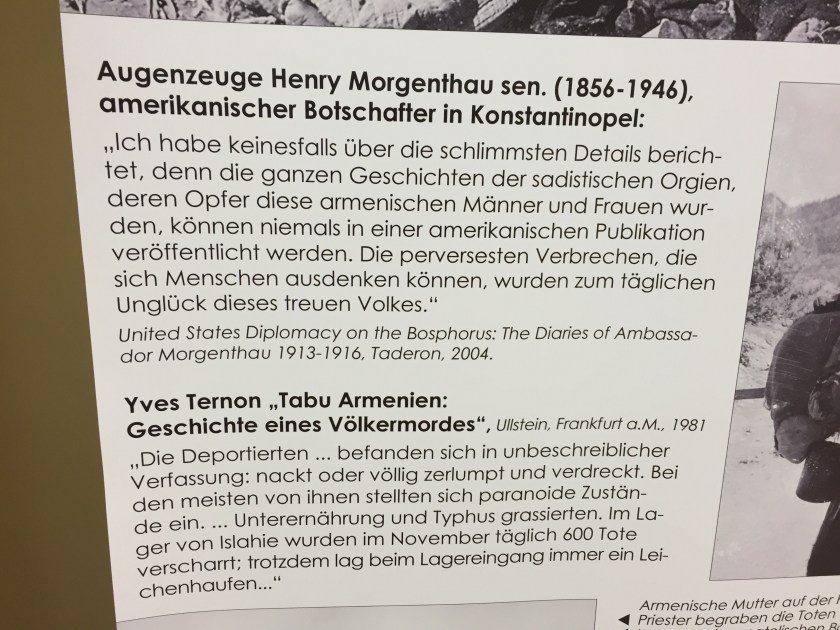 Augenzeuge Henry Morgenthau sen. (1856-1946),
amerikanischer Botschafter in Konstantinopel:
„Ich habe keinesfalls über die schlimmsten Details berich-
tet, denn die ganzen Geschichten der sadistischen Orgien,
deren Opfer diese armenischen Männer und Frauen wur-
den, können niemals in einer amerikanischen Publikation
veröffentlicht werden. Die perversesten Verbrechen, die
sich Menschen ausdenken können, wurden zum täglichen
Unglück dieses treuen Volkes.“
United States Diplomacy on the Bosphorus: The Diaries of Ambassa-
dor Morgenthau 1913-1916, Taderon, 2004.
Yves Ternon „Tabu Armenien:
Geschichte eines Völkermordes“, Ullstein, Frankfurt a.M., 1981
„Die Deportierten ... befanden sich in unbeschreiblicher
Verfassung: nackt oder völlig zerlumpt und verdreckt. Bei
den meisten von ihnen stellten sich paranoide Zustän-
de ein. ... Unterernährung und Typhus grassierten. Im La-
ger von Islahie wurden im November täglich 600 Tote
verscharrt; trotzdem lag beim Lagereingang immer ein Lei-
chenhaufen...“
Armenische Mutter auf der
◄ Priester begraben die Toten